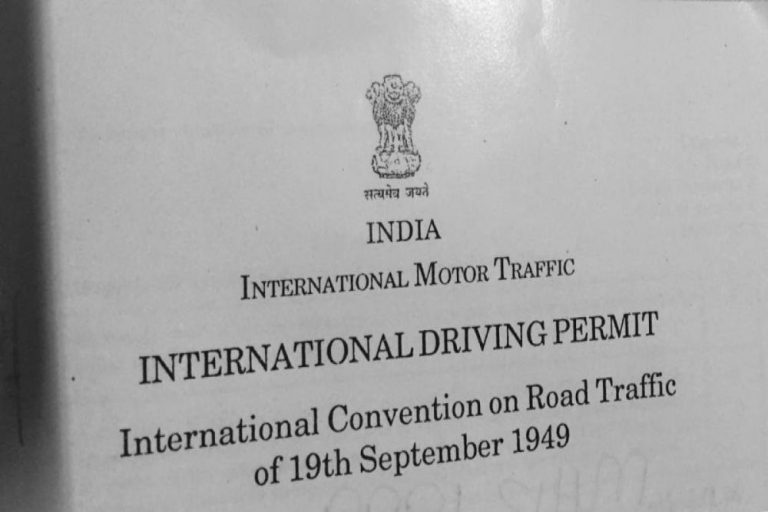 सत्यमेव जयते
INDIA
INTERNATIONAL MOTOR TRAFFIC
INTERNATIONAL DRIVING PERMIT
International Convention on Road Traffic
of 19th September 1949